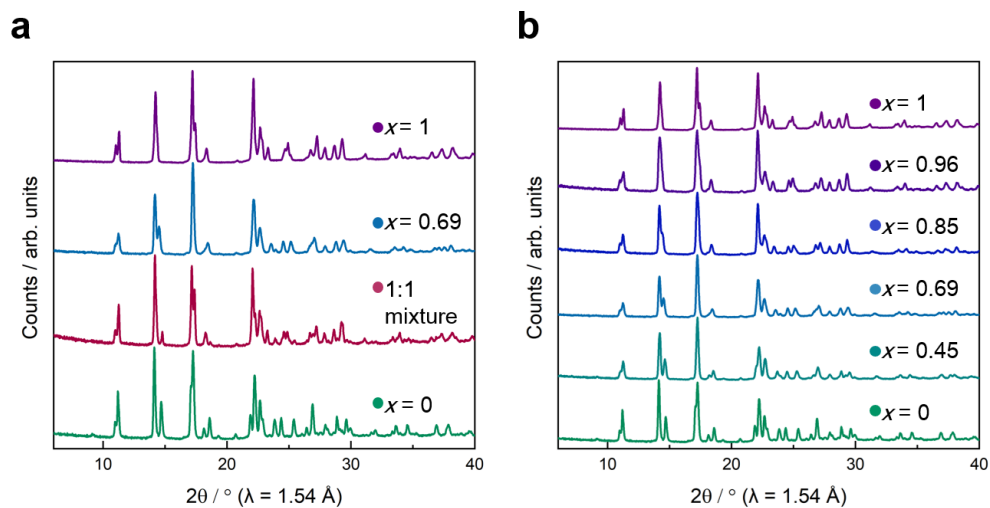 a
x = 1
x = 0.69
1:1
mixture
x = 0
Counts / arb. units
10 20 30 40
2θ / ° (λ = 1.54 Å)
b
x = 1
x = 0.96
x = 0.85
x = 0.69
x = 0.45
x = 0
Counts / arb. units
10 20 30 40
2θ / ° (λ = 1.54 Å)